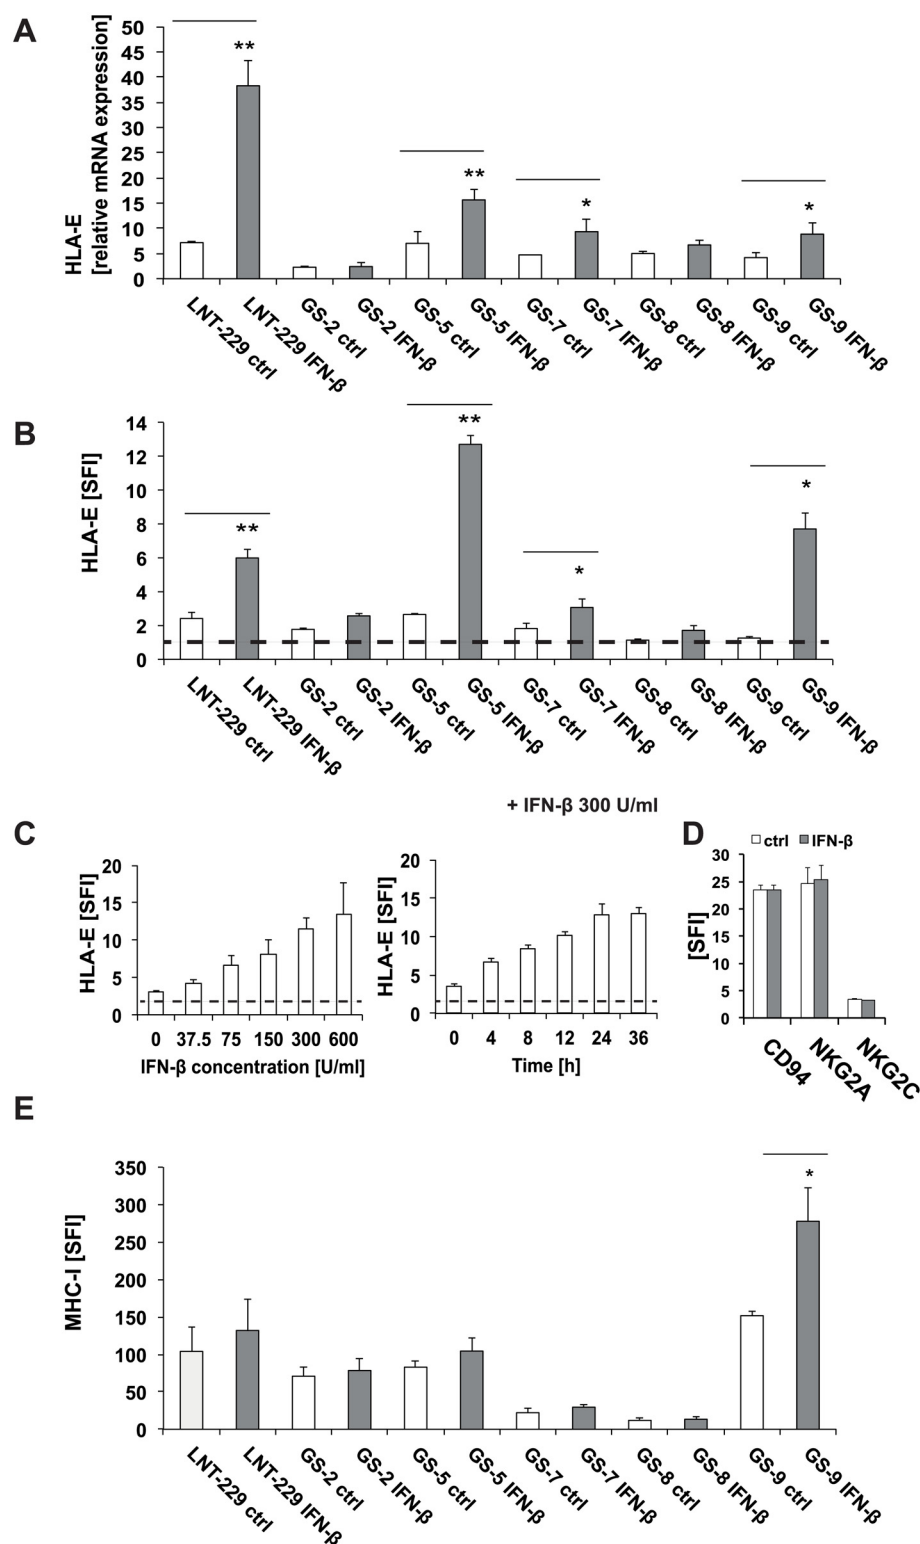 A
HLA-E
[relative mRNA expression]
50
45
40
35
30
25
20
15
10
5
0
**
**
*
*
LNT-229 ctrl
LNT-229 IFN-β
GS-2 ctrl
GS-2 IFN-β
GS-5 ctrl
GS-5 IFN-β
GS-7 ctrl
GS-7 IFN-β
GS-8 ctrl
GS-8 IFN-β
GS-9 ctrl
GS-9 IFN-β
B
HLA-E [SFI]
14
12
10
8
6
4
2
0
**
**
*
*
LNT-229 ctrl
LNT-229 IFN-β
GS-2 ctrl
GS-2 IFN-β
GS-5 ctrl
GS-5 IFN-β
GS-7 ctrl
GS-7 IFN-β
GS-8 ctrl
GS-8 IFN-β
GS-9 ctrl
GS-9 IFN-β
C
HLA-E [SFI]
20
15
10
5
0
0 37.5 75 150 300 600
IFN-β concentration [U/ml]
+ IFN-β 300 U/ml
HLA-E [SFI]
20
15
10
5
0
0 4 8 12 24 36
Time [h]
D
ctrl IFN-β
[SFI]
30
25
20
15
10
5
0
CD94
NKG2A
NKG2C
E
MHC-I [SFI]
350
300
250
200
150
100
50
0
*
LNT-229 ctrl
LNT-229 IFN-β
GS-2 ctrl
GS-2 IFN-β
GS-5 ctrl
GS-5 IFN-β
GS-7 ctrl
GS-7 IFN-β
GS-8 ctrl
GS-8 IFN-β
GS-9 ctrl
GS-9 IFN-β